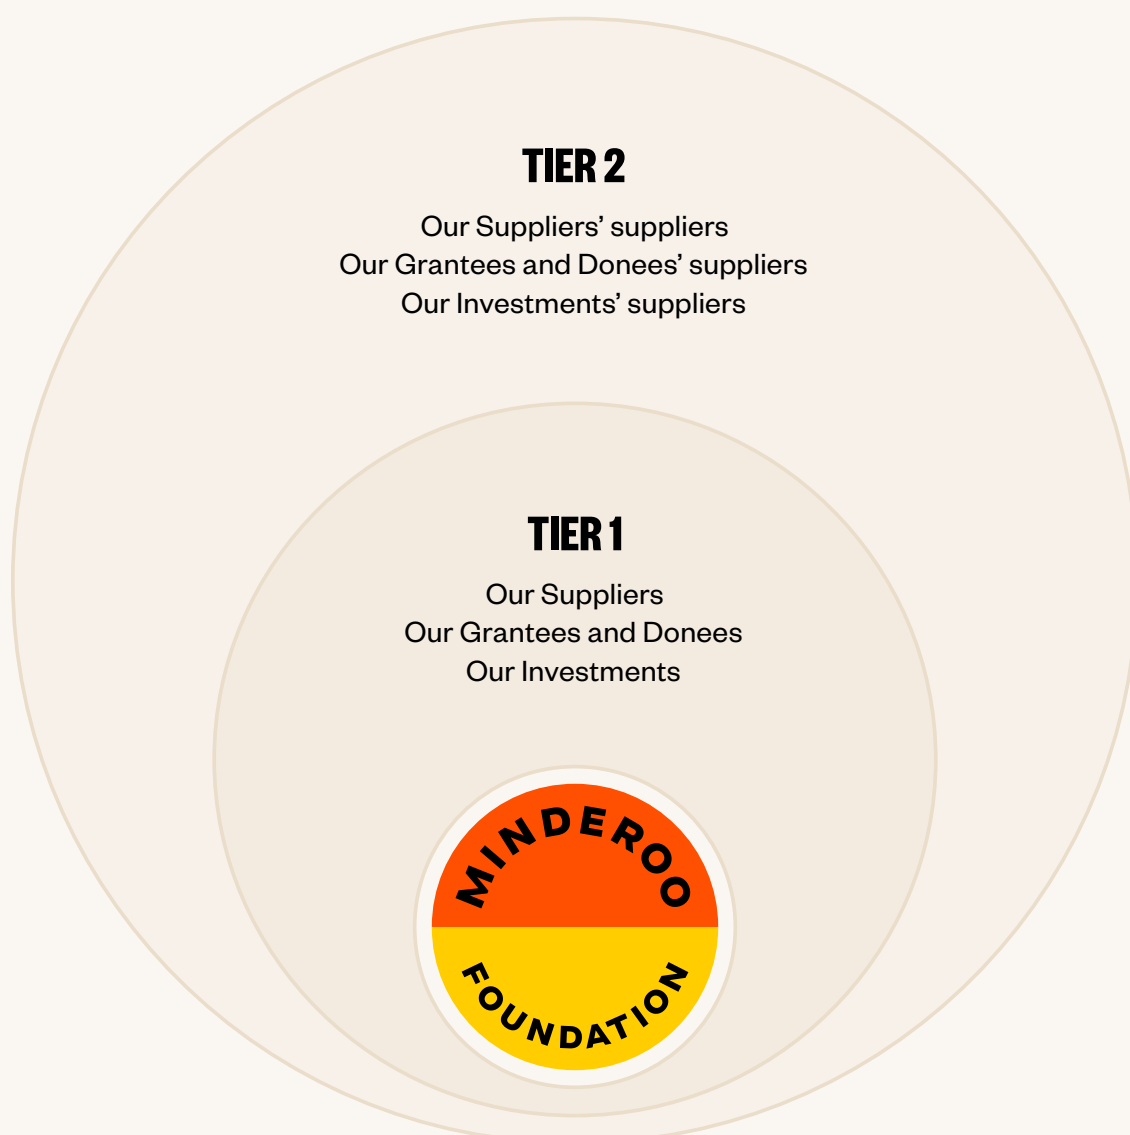 TIER 2
Our Suppliers’ suppliers
Our Grantees and Donees’ suppliers
Our Investments’ suppliers
TIER 1
Our Suppliers
Our Grantees and Donees
Our Investments
MINDEROO
FOUNDATION